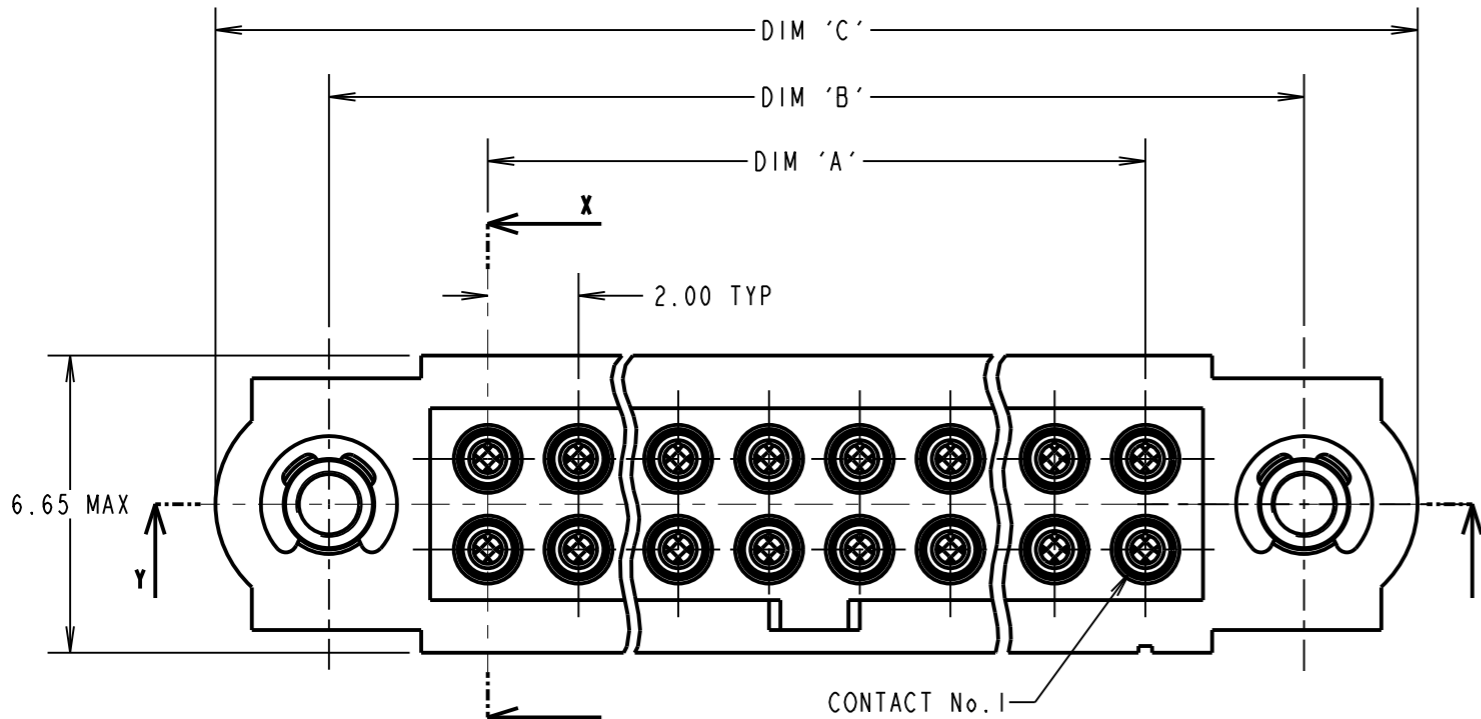 DIM 'C'
DIM 'B'
DIM 'A'
X
2.00 TYP
6.65 MAX
Y
CONTACT No.1